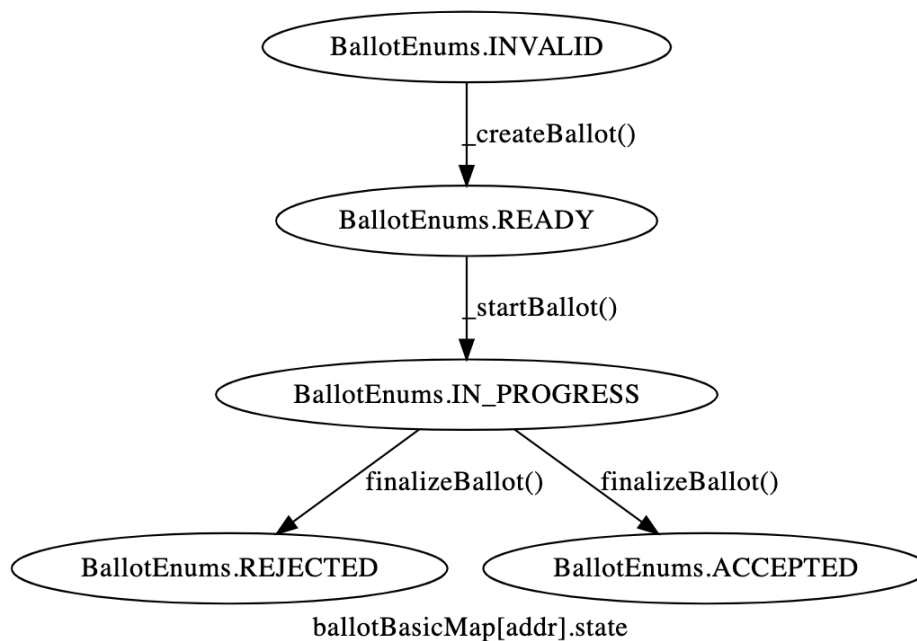 BallotEnums.INVALID
_createBallot()
BallotEnums.READY
_startBallot()
BallotEnums.IN_PROGRESS
finalizeBallot()
finalizeBallot()
BallotEnums.REJECTED
BallotEnums.ACCEPTED
ballotBasicMap[addr].state